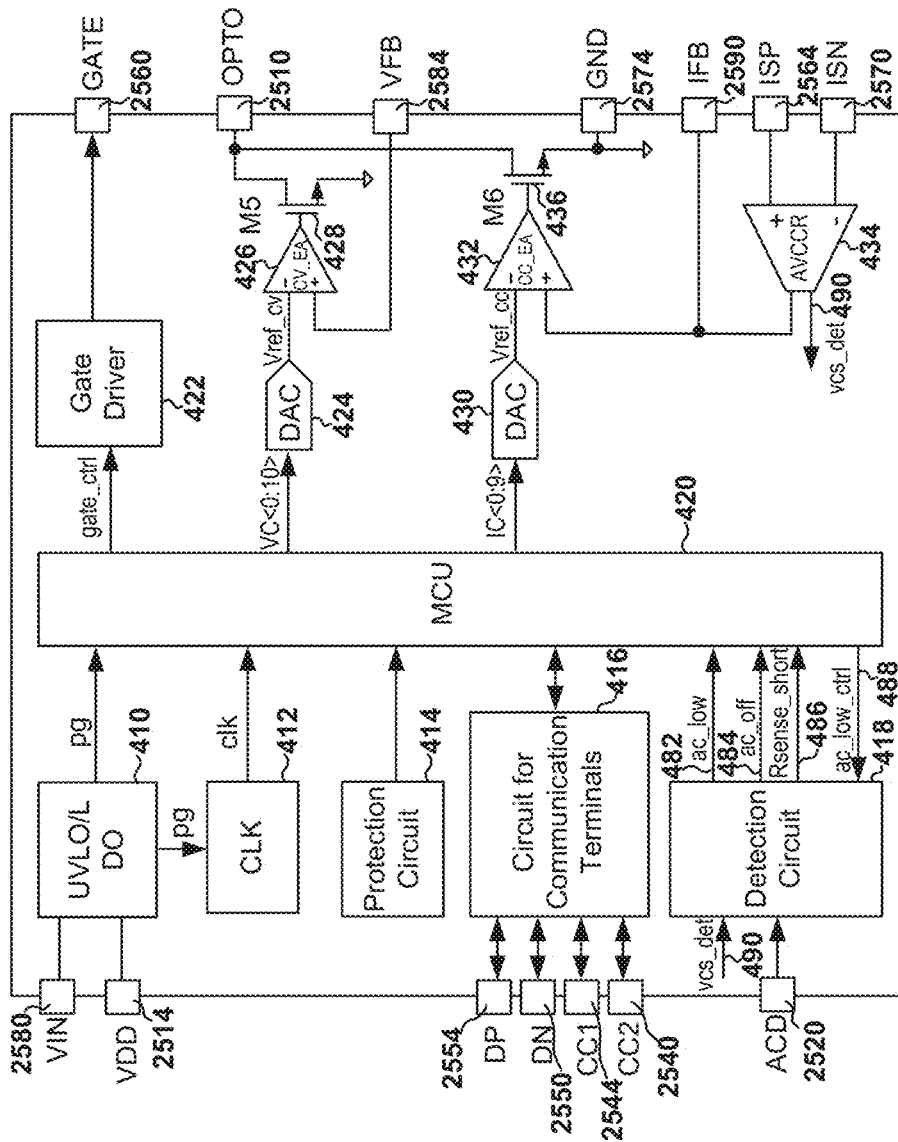 2580
VIN
VDD
2514
2554
DP
DN
2550
CC1
2544
CC2
2540
ACD
2520
UVLO/L
DO
410
pg
pg
CLK
412
clk
Protection
Circuit
414
Circuit for
Communication
Terminals
416
vcs_det
490
Detection
Circuit
418
482
ac_low
484
ac_off
Rsense_short
486
ac_low_ctrl
488
MCU
420
gate_ctrl
Gate
Driver
422
VC<0:10>
DAC
424
Vref_cv
426
CV_EA
−
+
M5
428
IC<0:9>
DAC
430
Vref_cc
432
CC_EA
−
+
M6
436
AVCCR
+
-
434
490
vcs_det
GATE
2560
OPTO
2510
VFB
2584
GND
2574
IFB
2590
ISP
2564
ISN
2570